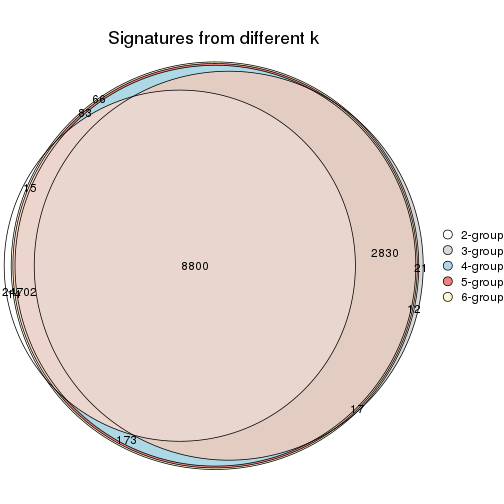 Signatures from different k
66
83
15
2830
8800
21
12
17
173
2-group
3-group
4-group
5-group
6-group